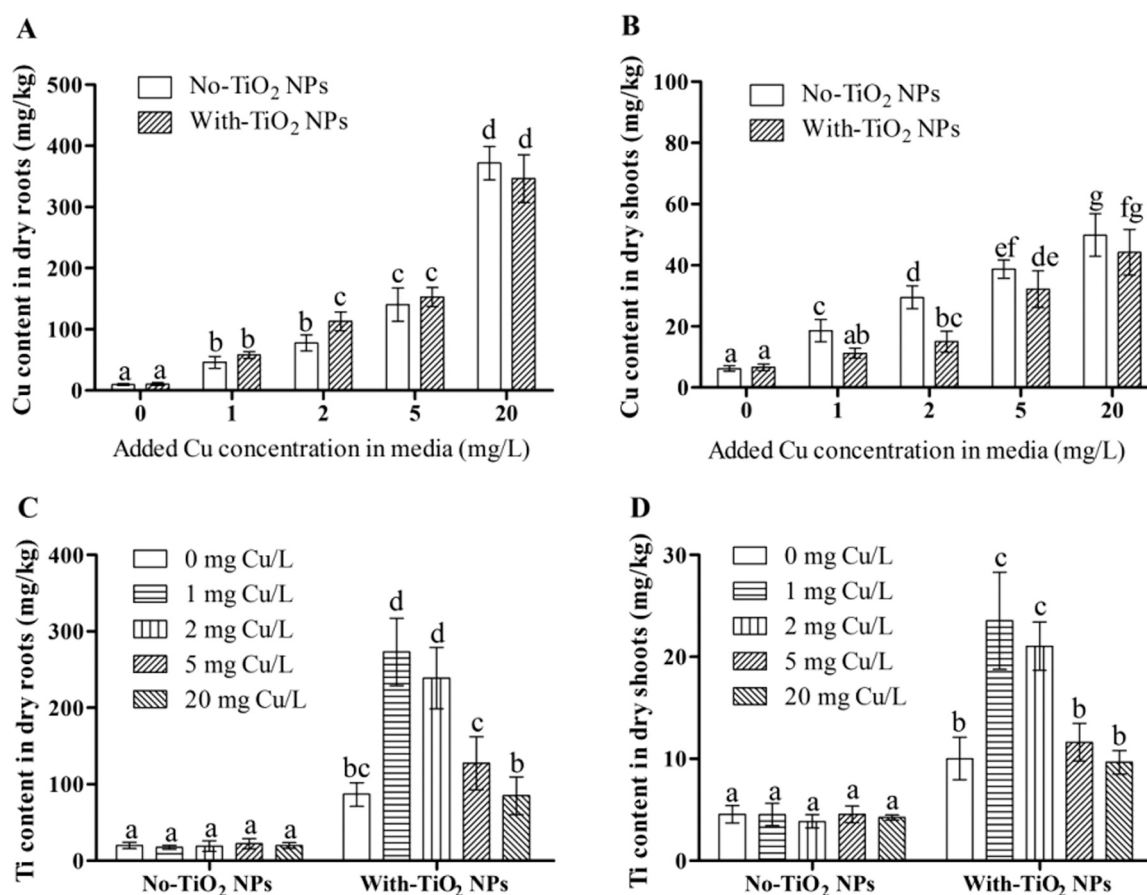 A
Cu content in dry roots (mg/kg)
500
400
300
200
100
0
No-TiO₂ NPs
With-TiO₂ NPs
a a
b b
b c
c c
d d
0 1 2 5 20
Added Cu concentration in media (mg/L)
B
Cu content in dry shoots (mg/kg)
100
80
60
40
20
0
No-TiO₂ NPs
With-TiO₂ NPs
a a
c ab
d bc
ef de
g fg
0 1 2 5 20
Added Cu concentration in media (mg/L)
C
Ti content in dry roots (mg/kg)
400
300
200
100
0
0 mg Cu/L
1 mg Cu/L
2 mg Cu/L
5 mg Cu/L
20 mg Cu/L
a a a a a
bc d d c b
No-TiO₂ NPs With-TiO₂ NPs
D
Ti content in dry shoots (mg/kg)
30
20
10
0
0 mg Cu/L
1 mg Cu/L
2 mg Cu/L
5 mg Cu/L
20 mg Cu/L
a a a a a
b c c b b
No-TiO₂ NPs With-TiO₂ NPs